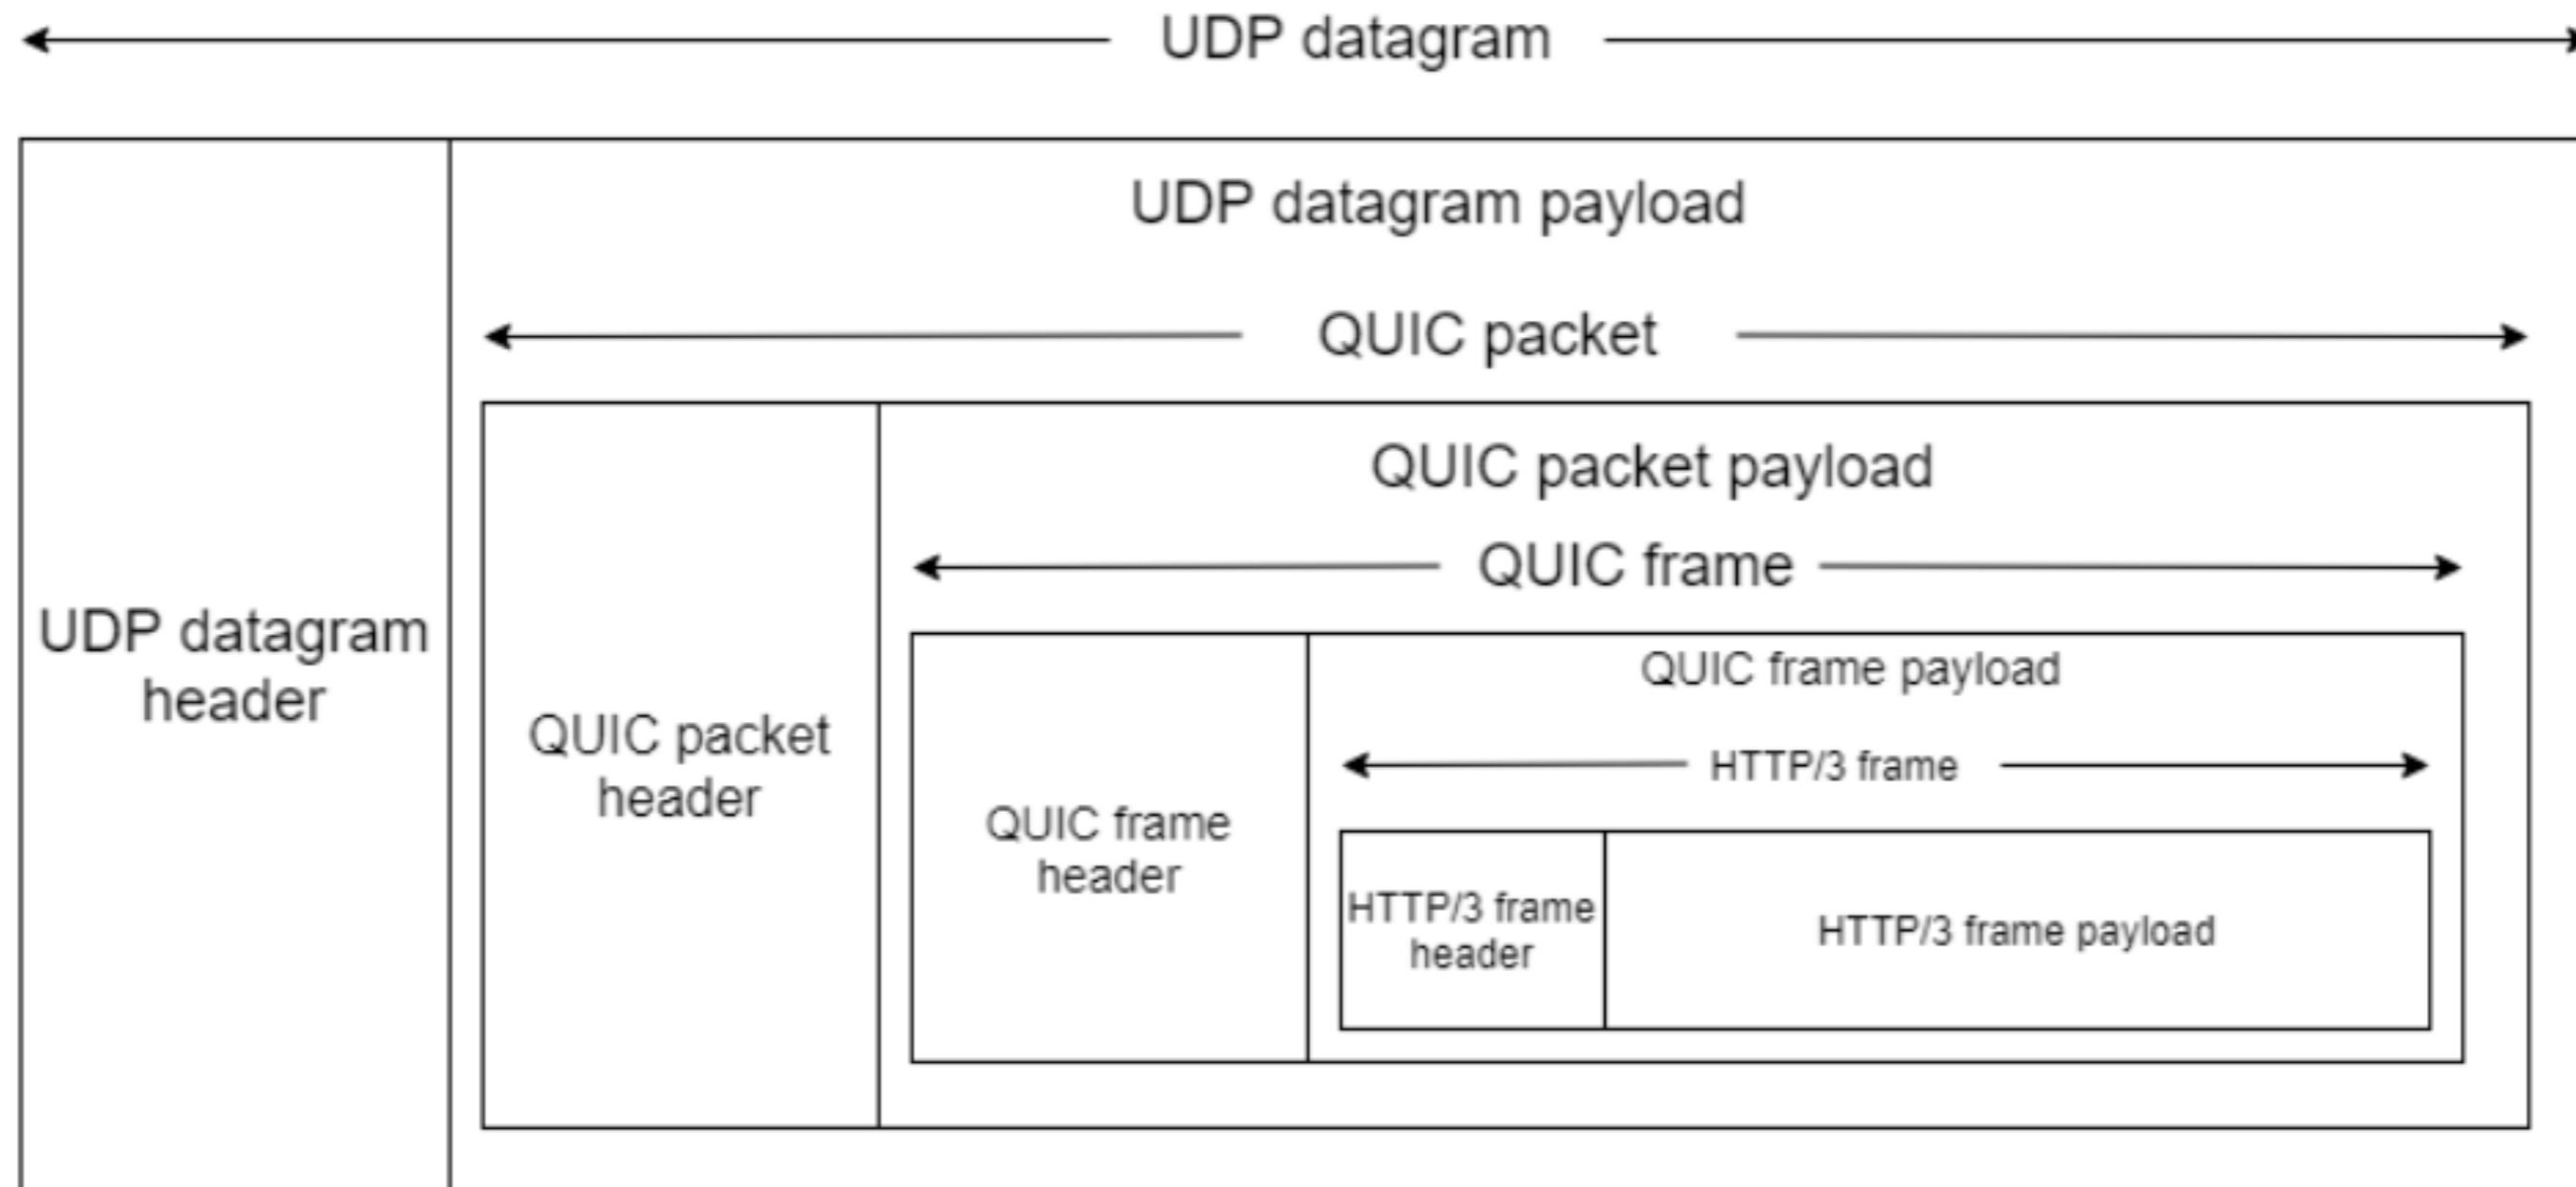 UDP datagram
UDP datagram payload
QUIC packet
QUIC packet payload
QUIC frame
UDP datagram
header
QUIC packet
header
QUIC frame payload
HTTP/3 frame
QUIC frame
header
HTTP/3 frame
header
HTTP/3 frame payload